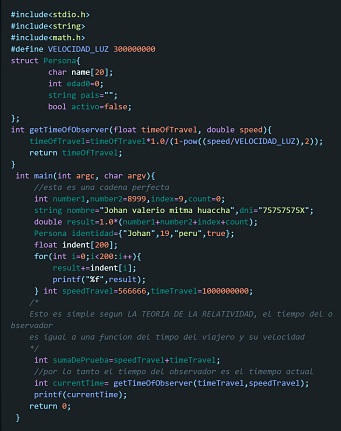 #include<stdio.h>
#include<string>
#include<math.h>
#define VELOCIDAD_LUZ 300000000
struct Persona{
char name[20];
int edad0=0;
string pais="";
bool activo=false;
};
int getTimeOfObserver(float timeOfTravel, double speed){
timeOfTravel=timeOfTravel*1.0/(1-pow((speed/VELOCIDAD_LUZ),2));
return timeOfTravel;
}
int main(int argc, char argv){
//esta es una cadena perfecta
int number1,number2=8999,index=9,count=0;
string nombre="Johan valerio mitma huaccha",dni="75757575X";
double result=1.0*(number1+number2+index+count);
Persona identidad={"Johan",19,"peru",true};
float indent[200];
for(int i=0;i<200:i++){
result+=indent[i];
printf("%f",result);
} int speedTravel=566666,timeTravel=1000000000;
/*
Esto es simple segun LA TEORIA DE LA RELATIVIDAD, el tiempo del o
bservador
es igual a una funcion del timpo del viajero y su velocidad
*/
int sumaDePrueba=speedTravel+timeTravel;
//por lo tanto el tiempo del observador es el timempo actual
int currentTime= getTimeOfObserver(timeTravel,speedTravel);
printf(currentTime);
return 0;
}